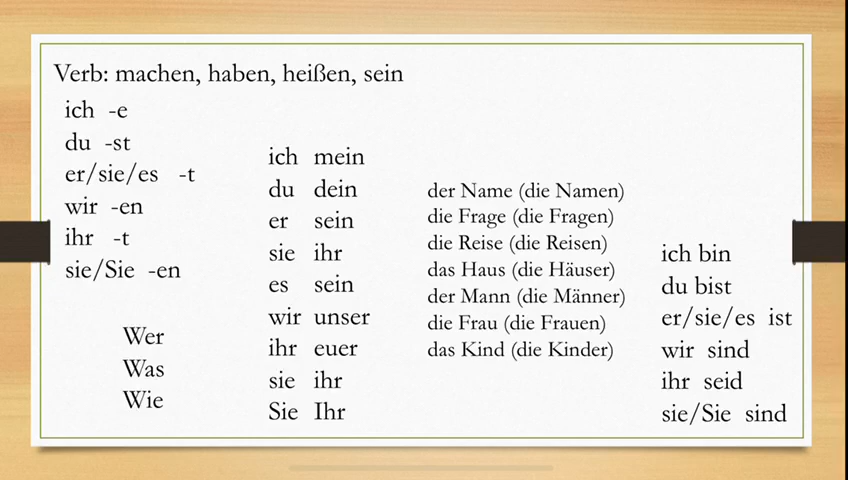 Verb: machen, haben, heißen, sein
ich -e
du -st
er/sie/es -t
wir -en
ihr -t
sie/Sie -en
Wer
Was
Wie
ich mein
du dein
er sein
sie ihr
es sein
wir unser
ihr euer
sie ihr
Sie Ihr
der Name (die Namen)
die Frage (die Fragen)
die Reise (die Reisen)
das Haus (die Häuser)
der Mann (die Männer)
die Frau (die Frauen)
das Kind (die Kinder)
ich bin
du bist
er/sie/es ist
wir sind
ihr seid
sie/Sie sind